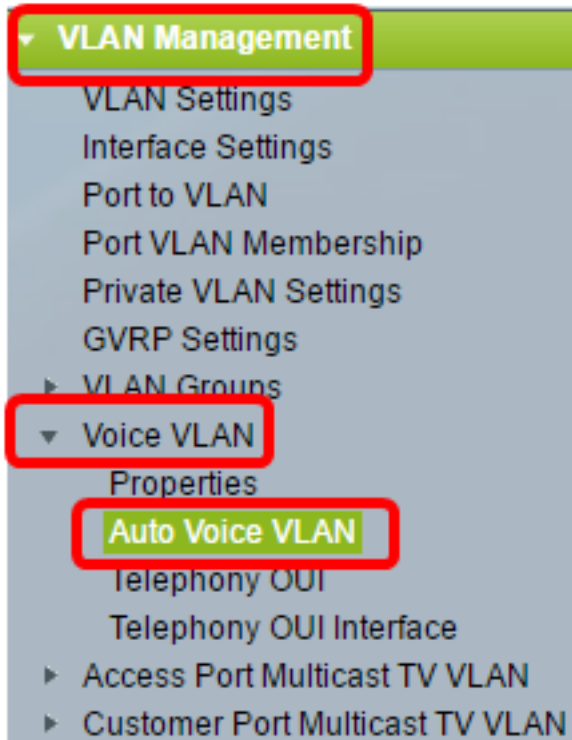 VLAN Management
VLAN Settings
Interface Settings
Port to VLAN
Port VLAN Membership
Private VLAN Settings
GVRP Settings
VLAN Groups
Voice VLAN
Properties
Auto Voice VLAN
Telephony OUI
Telephony OUI Interface
Access Port Multicast TV VLAN
Customer Port Multicast TV VLAN